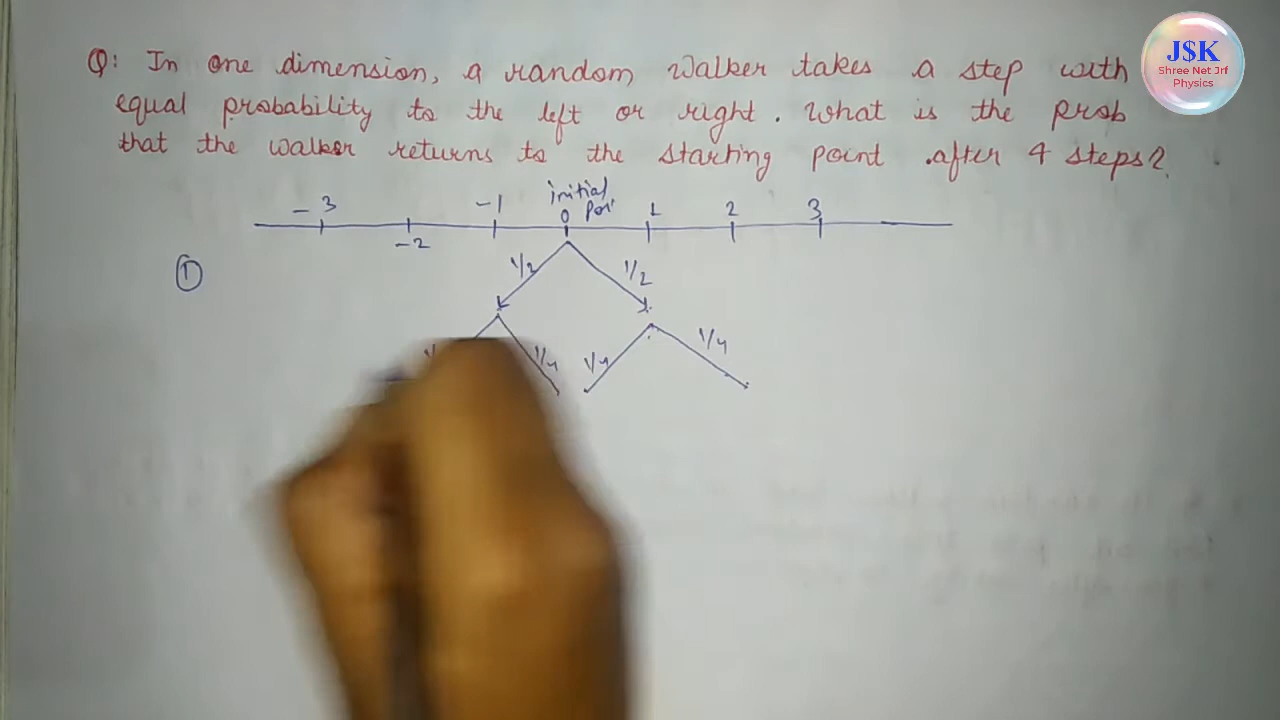 J$K
Shree Net Jrf
Physics
Q: In one dimension, a random walker takes a step with
equal probability to the left or right. What is the prob
that the walker returns to the starting point after 4 steps?
initial
-3 -1 0 1 2 3
-2
①
1/2 1/2
1/4 1/4 1/4